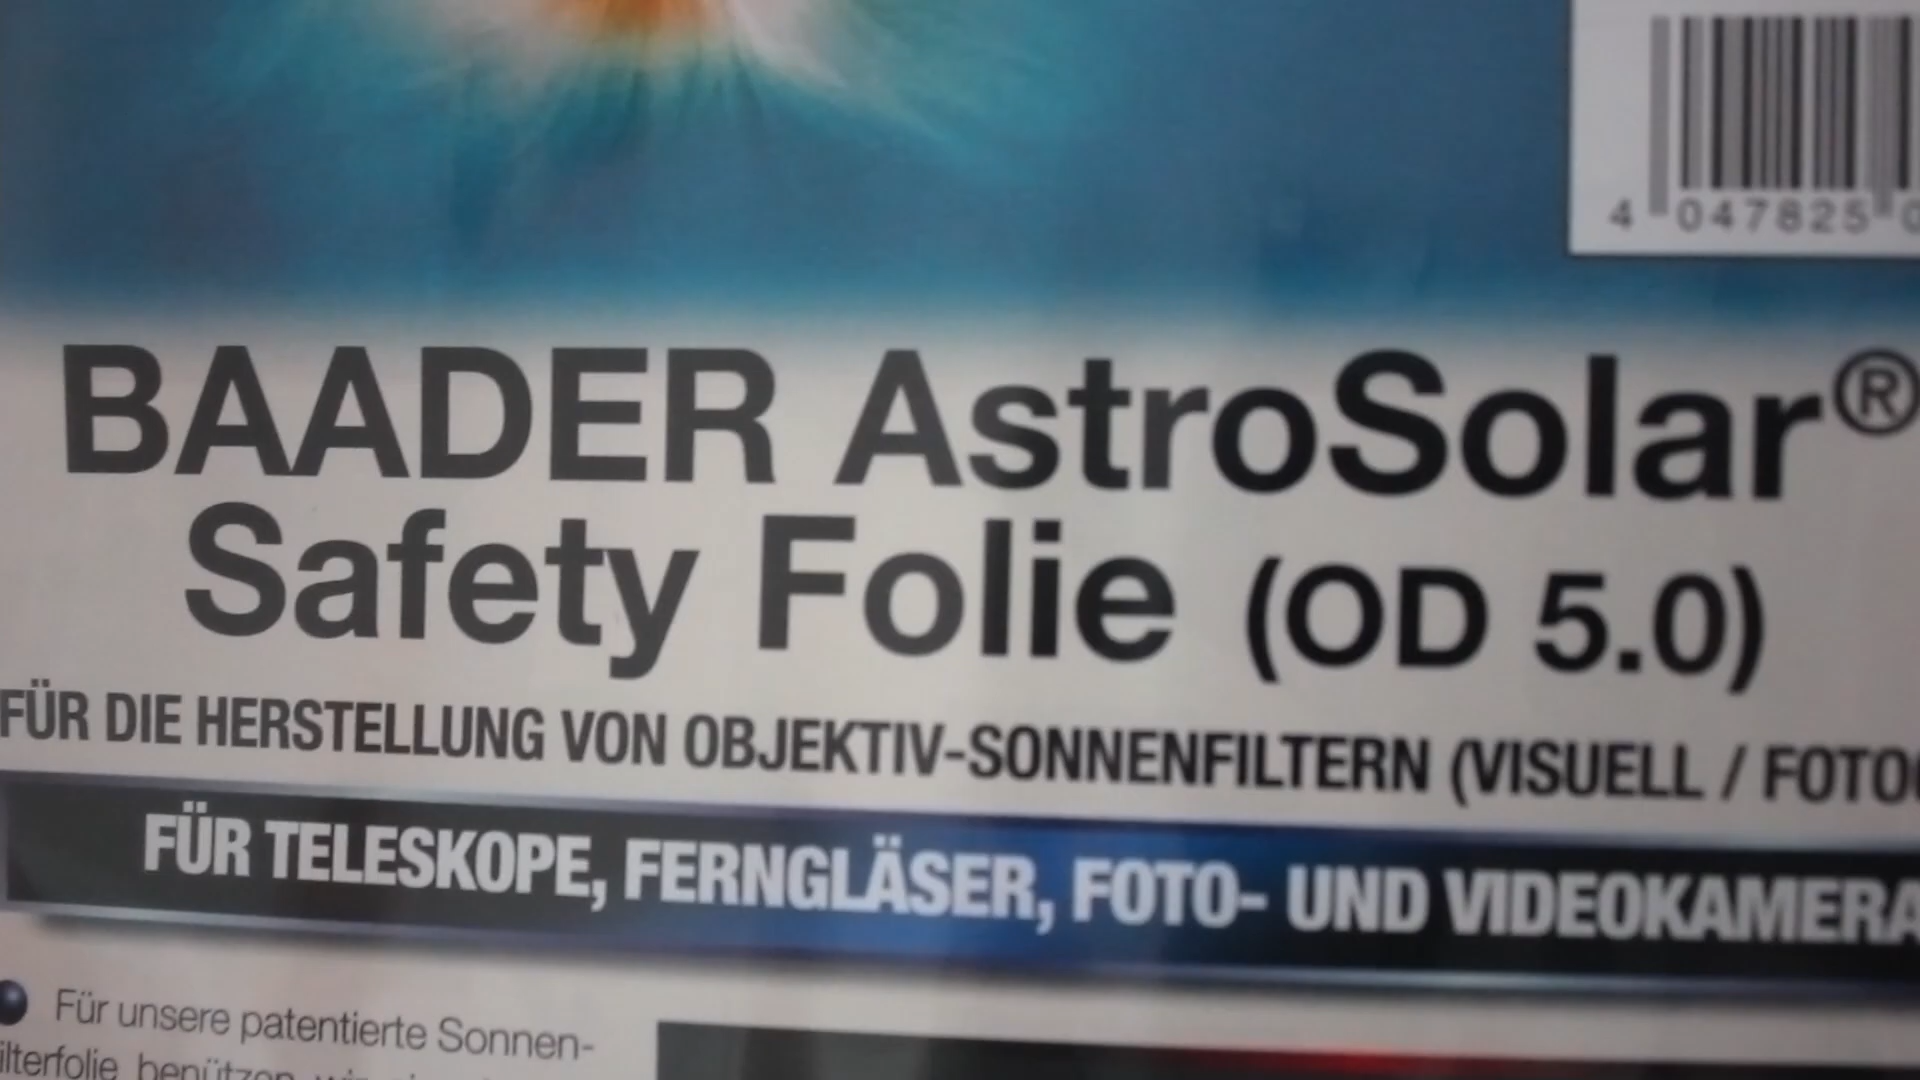 4 047825 0
BAADER AstroSolar®
Safety Folie (OD 5.0)
FÜR DIE HERSTELLUNG VON OBJEKTIV-SONNENFILTERN (VISUELL / FOTO
FÜR TELESKOPE, FERNGLÄSER, FOTO- UND VIDEOKAMERA
Für unsere patentierte Sonnen-
ilterfolie benützen wir